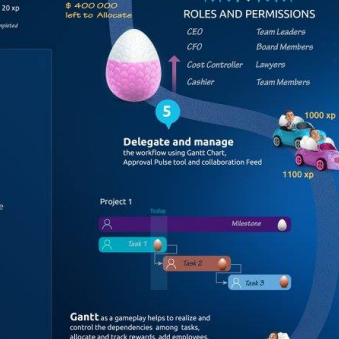 20 xp
mpleted
$ 400 000
left to Allocate
ROLES AND PERMISSIONS
CEO Team Leaders
CFO Board Members
Cost Controller Lawyers
Cashier Team Members
5
Delegate and manage
the workflow using Gantt Chart,
Approval Pulse tool and collaboration Feed
1000 xp
1100 xp
e
Project 1
Today
Milestone
Task 1
Task 2
Task 3
Gantt as a gameplay helps to realize and
control the dependencies among tasks,
allocate and track rewards, add employees,